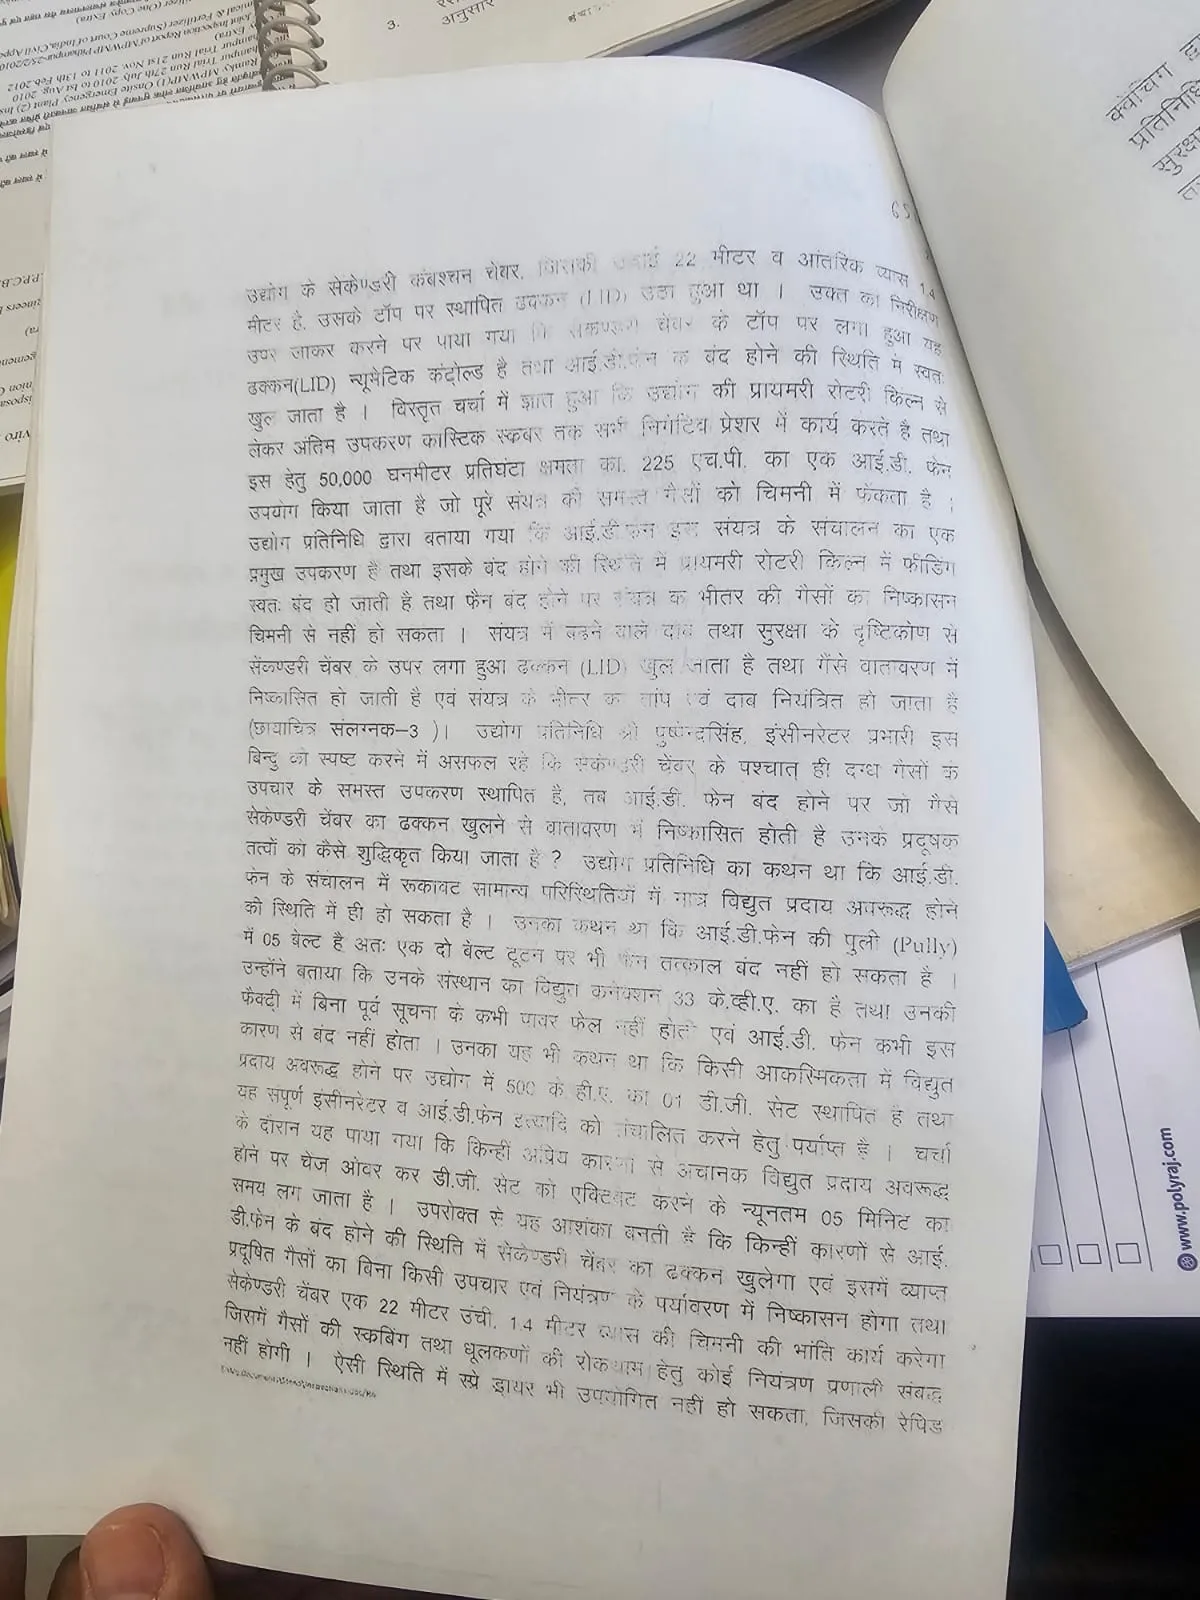 उद्योग के सेकेण्डरी कंबश्चन चेंबर, जिसकी उंचाई 22 मीटर व आंतरिक व्यास 1.4
मीटर है, उसके टॉप पर स्थापित ढक्कन (LID) उठा हुआ था । उक्त का निरीक्षण
उपर जाकर करने पर पाया गया कि सेकेण्डरी चेंबर के टॉप पर लगा हुआ यह
ढक्कन(LID) न्यूमेटिक कंट्रोल्ड है तथा आई.डी.फेन के बंद होने की स्थिति में स्वतः
खुल जाता है । विस्तृत चर्चा में ज्ञात हुआ कि उद्योग की प्रायमरी रोटरी किल्न से
लेकर अंतिम उपकरण कास्टिक स्कबर तक सभी निगेटिव प्रेशर में कार्य करते है तथा
इस हेतु 50,000 घनमीटर प्रतिघंटा क्षमता का, 225 एच.पी. का एक आई.डी. फेन
उपयोग किया जाता है जो पूरे संयत्र की समस्त गैसों को चिमनी में फेंकता है ।
उद्योग प्रतिनिधि द्वारा बताया गया कि आई.डी.फेन इस संयत्र के संचालन का एक
प्रमुख उपकरण है तथा इसके बंद होने की स्थिति में प्रायमरी रोटरी किल्न में फीडिंग
स्वतः बंद हो जाती है तथा फैन बंद होने पर संयत्र के भीतर की गैसों का निष्कासन
चिमनी से नहीं हो सकता । संयत्र में बढने वाले दाब तथा सुरक्षा के दृष्टिकोण से
सेंकण्डरी चेंबर के उपर लगा हुआ ढक्कन (LID) खुल जाता है तथा गैंसे वातावरण में
निष्कासित हो जाती है एवं संयत्र के भीतर का तांप एवं दाब नियंत्रित हो जाता है
(छायाचित्र संलग्नक–3 )। उद्योग प्रतिनिधि श्री पुष्पेन्दसिंह, इंसीनरेटर प्रभारी इस
बिन्दु को स्पष्ट करने में असफल रहे कि सेकेण्डरी चेंबर के पश्चात् ही दग्ध गैसों के
उपचार के समस्त उपकरण स्थापित है, तब आई.डी. फेन बंद होने पर जो गैसे
सेकेण्डरी चेंबर का ढक्कन खुलने से वातावरण में निष्कासित होती है उनके प्रदूषक
तत्वों को कैसे शुद्धिकृत किया जाता है ? उद्योग प्रतिनिधि का कथन था कि आई.डी.
फेन के संचालन में रूकावट सामान्य परिस्थितियों में मात्र विद्युत प्रदाय अवरूद्ध होने
की स्थिति में ही हो सकता है । उनका कथन था कि आई.डी.फेन की पुली (Pully)
में 05 बेल्ट है अतः एक दो बेल्ट टूटने पर भी फेन तत्काल बंद नहीं हो सकता है ।
उन्होंने बताया कि उनके संस्थान का विद्युत कनेक्शन 33 के.व्ही.ए. का है तथा उनकी
फैक्ट्री में बिना पूर्व सूचना के कभी पावर फेल नहीं होती एवं आई.डी. फेन कभी इस
कारण से बंद नहीं होता । उनका यह भी कथन था कि किसी आकस्मिकता में विद्युत
प्रदाय अवरूद्ध होने पर उद्योग में 500 के.ही.ए. का 01 डी.जी. सेट स्थापित है तथा
यह संपूर्ण इंसीनरेटर व आई.डी.फेन इत्यादि को संचालित करने हेतु पर्याप्त है । चर्चा
के दौरान यह पाया गया कि किन्हीं अप्रिय कारणों से अचानक विद्युत प्रदाय अवरूद्ध
होने पर चेंज ओवर कर डी.जी. सेट को एक्टिवेट करने के न्यूनतम 05 मिनिट का
समय लग जाता है । उपरोक्त से यह आशंका बनती है कि किन्हीं कारणों से आई.
डी.फेन के बंद होने की स्थिति में सेकेण्डरी चेंबर का ढक्कन खुलेगा एवं इसमें व्याप्त
प्रदूषित गैसों का बिना किसी उपचार एवं नियंत्रण के पर्यावरण में निष्कासन होगा तथा
सेकेण्डरी चैंबर एक 22 मीटर उंची, 1.4 मीटर व्यास की चिमनी की भांति कार्य करेगा
जिसमें गैसों की स्कबिंग तथा धूलकणों की रोकथाम हेतु कोई नियंत्रण प्रणाली संबद्ध
नहीं होगी । ऐसी स्थिति में स्प्रे ड्रायर भी उपयोगित नहीं हो सकता, जिसकी रेपिड
क्वेंचिंग
प्रतिनिधि
3.
अनुसार
www.polyraj.com